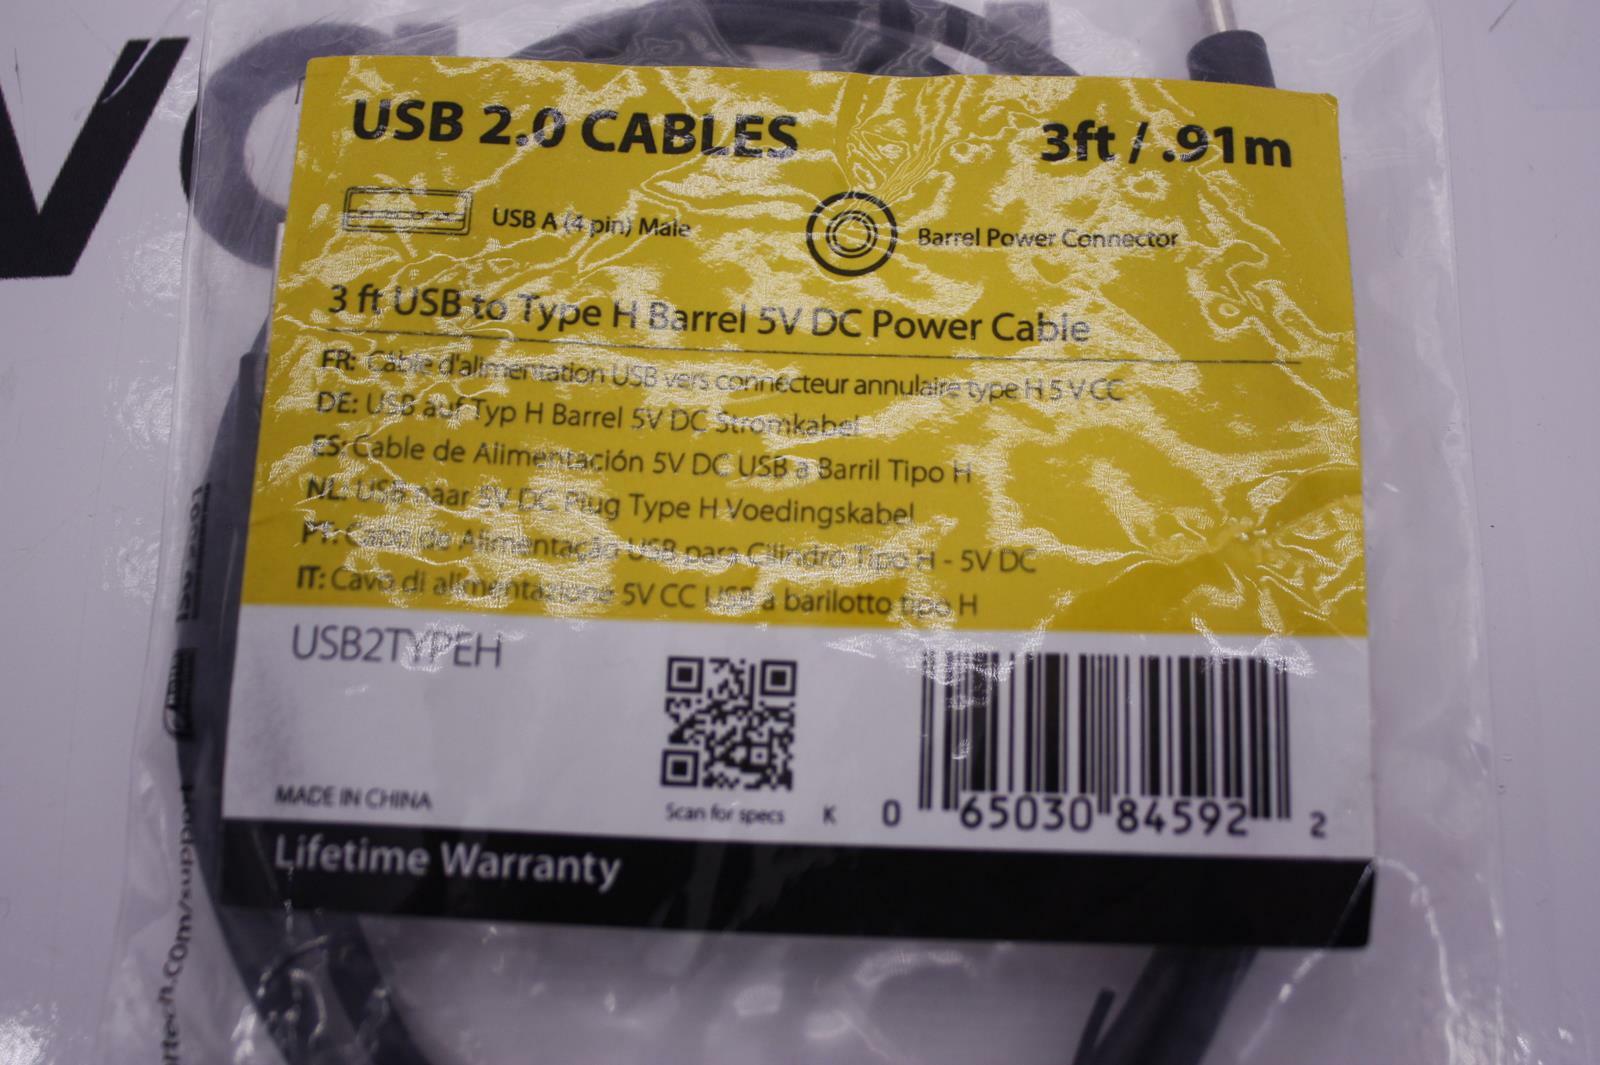 USB 2.0 CABLES 3ft / .91m
USB A (4 pin) Male Barrel Power Connector
3 ft USB to Type H Barrel 5V DC Power Cable
FR: Câble d'alimentation USB vers connecteur annulaire type H 5 V CC
DE: USB auf Typ H Barrel 5V DC Stromkabel
ES: Cable de Alimentación 5V DC USB a Barril Tipo H
NL: USB naar 5V DC Plug Type H Voedingskabel
PT: Cabo de Alimentação USB para Cilindro Tipo H - 5V DC
IT: Cavo di alimentazione 5V CC USB a barilotto tipo H
USB2TYPEH
MADE IN CHINA
Scan for specs
K 0 65030 84592 2
Lifetime Warranty